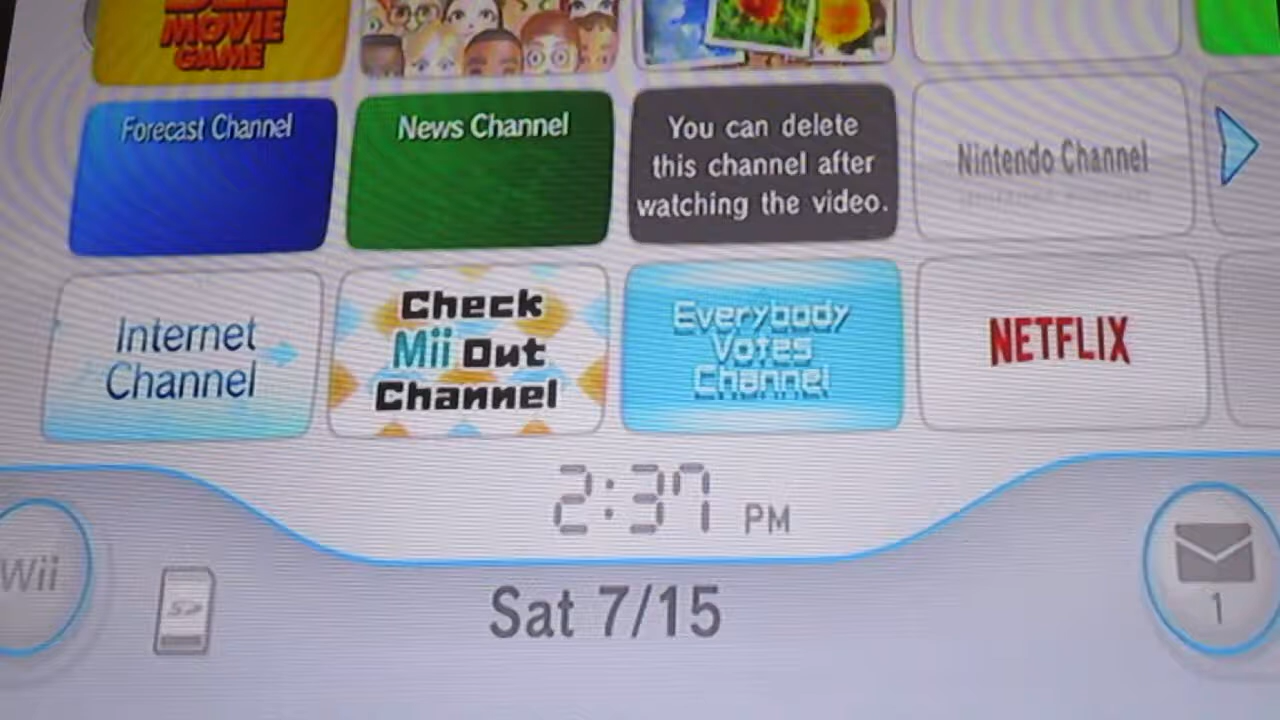 MOVIE
GAME
Forecast Channel
News Channel
You can delete
this channel after
watching the video.
Nintendo Channel
Internet
Channel
Check
Mii Out
Channel
Everybody
Votes
Channel
NETFLIX
2:37 PM
Wii
SD
Sat 7/15
1